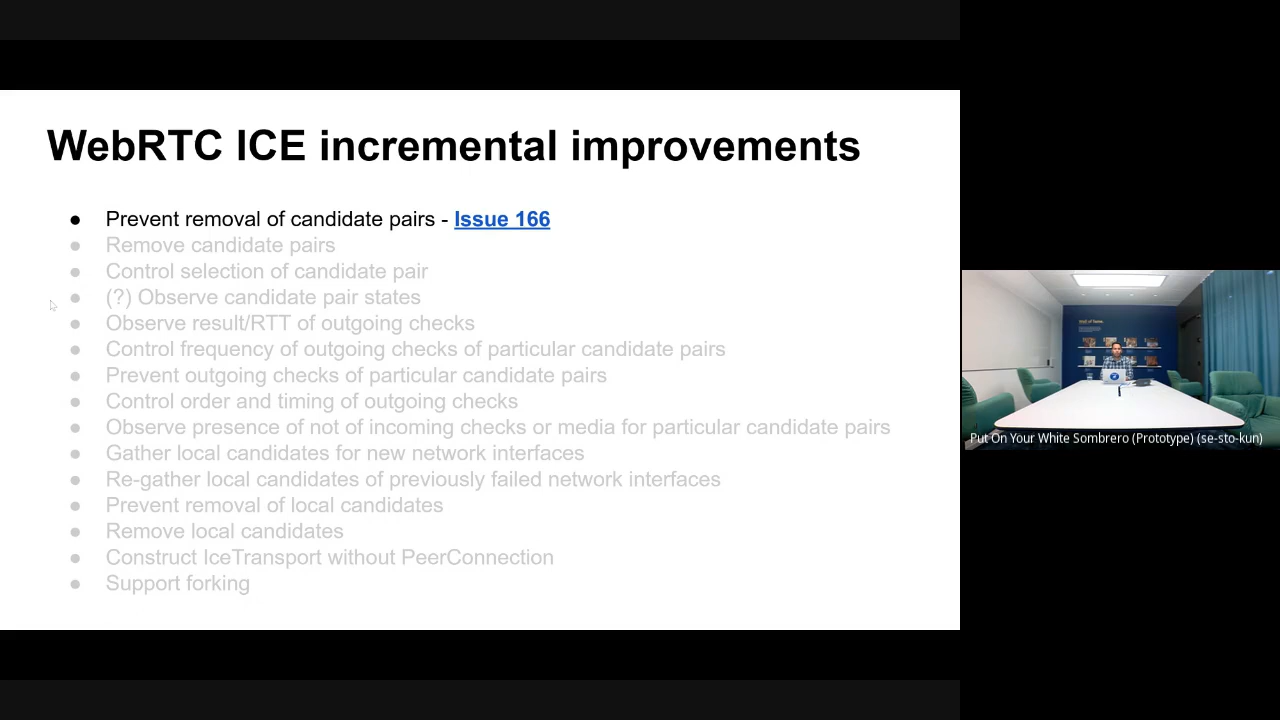 WebRTC ICE incremental improvements
● Prevent removal of candidate pairs - Issue 166
● Remove candidate pairs
● Control selection of candidate pair
● (?) Observe candidate pair states
● Observe result/RTT of outgoing checks
● Control frequency of outgoing checks of particular candidate pairs
● Prevent outgoing checks of particular candidate pairs
● Control order and timing of outgoing checks
● Observe presence of not of incoming checks or media for particular candidate pairs
● Gather local candidates for new network interfaces
● Re-gather local candidates of previously failed network interfaces
● Prevent removal of local candidates
● Remove local candidates
● Construct IceTransport without PeerConnection
● Support forking
Put On Your White Sombrero (Prototype) (se-sto-kun)